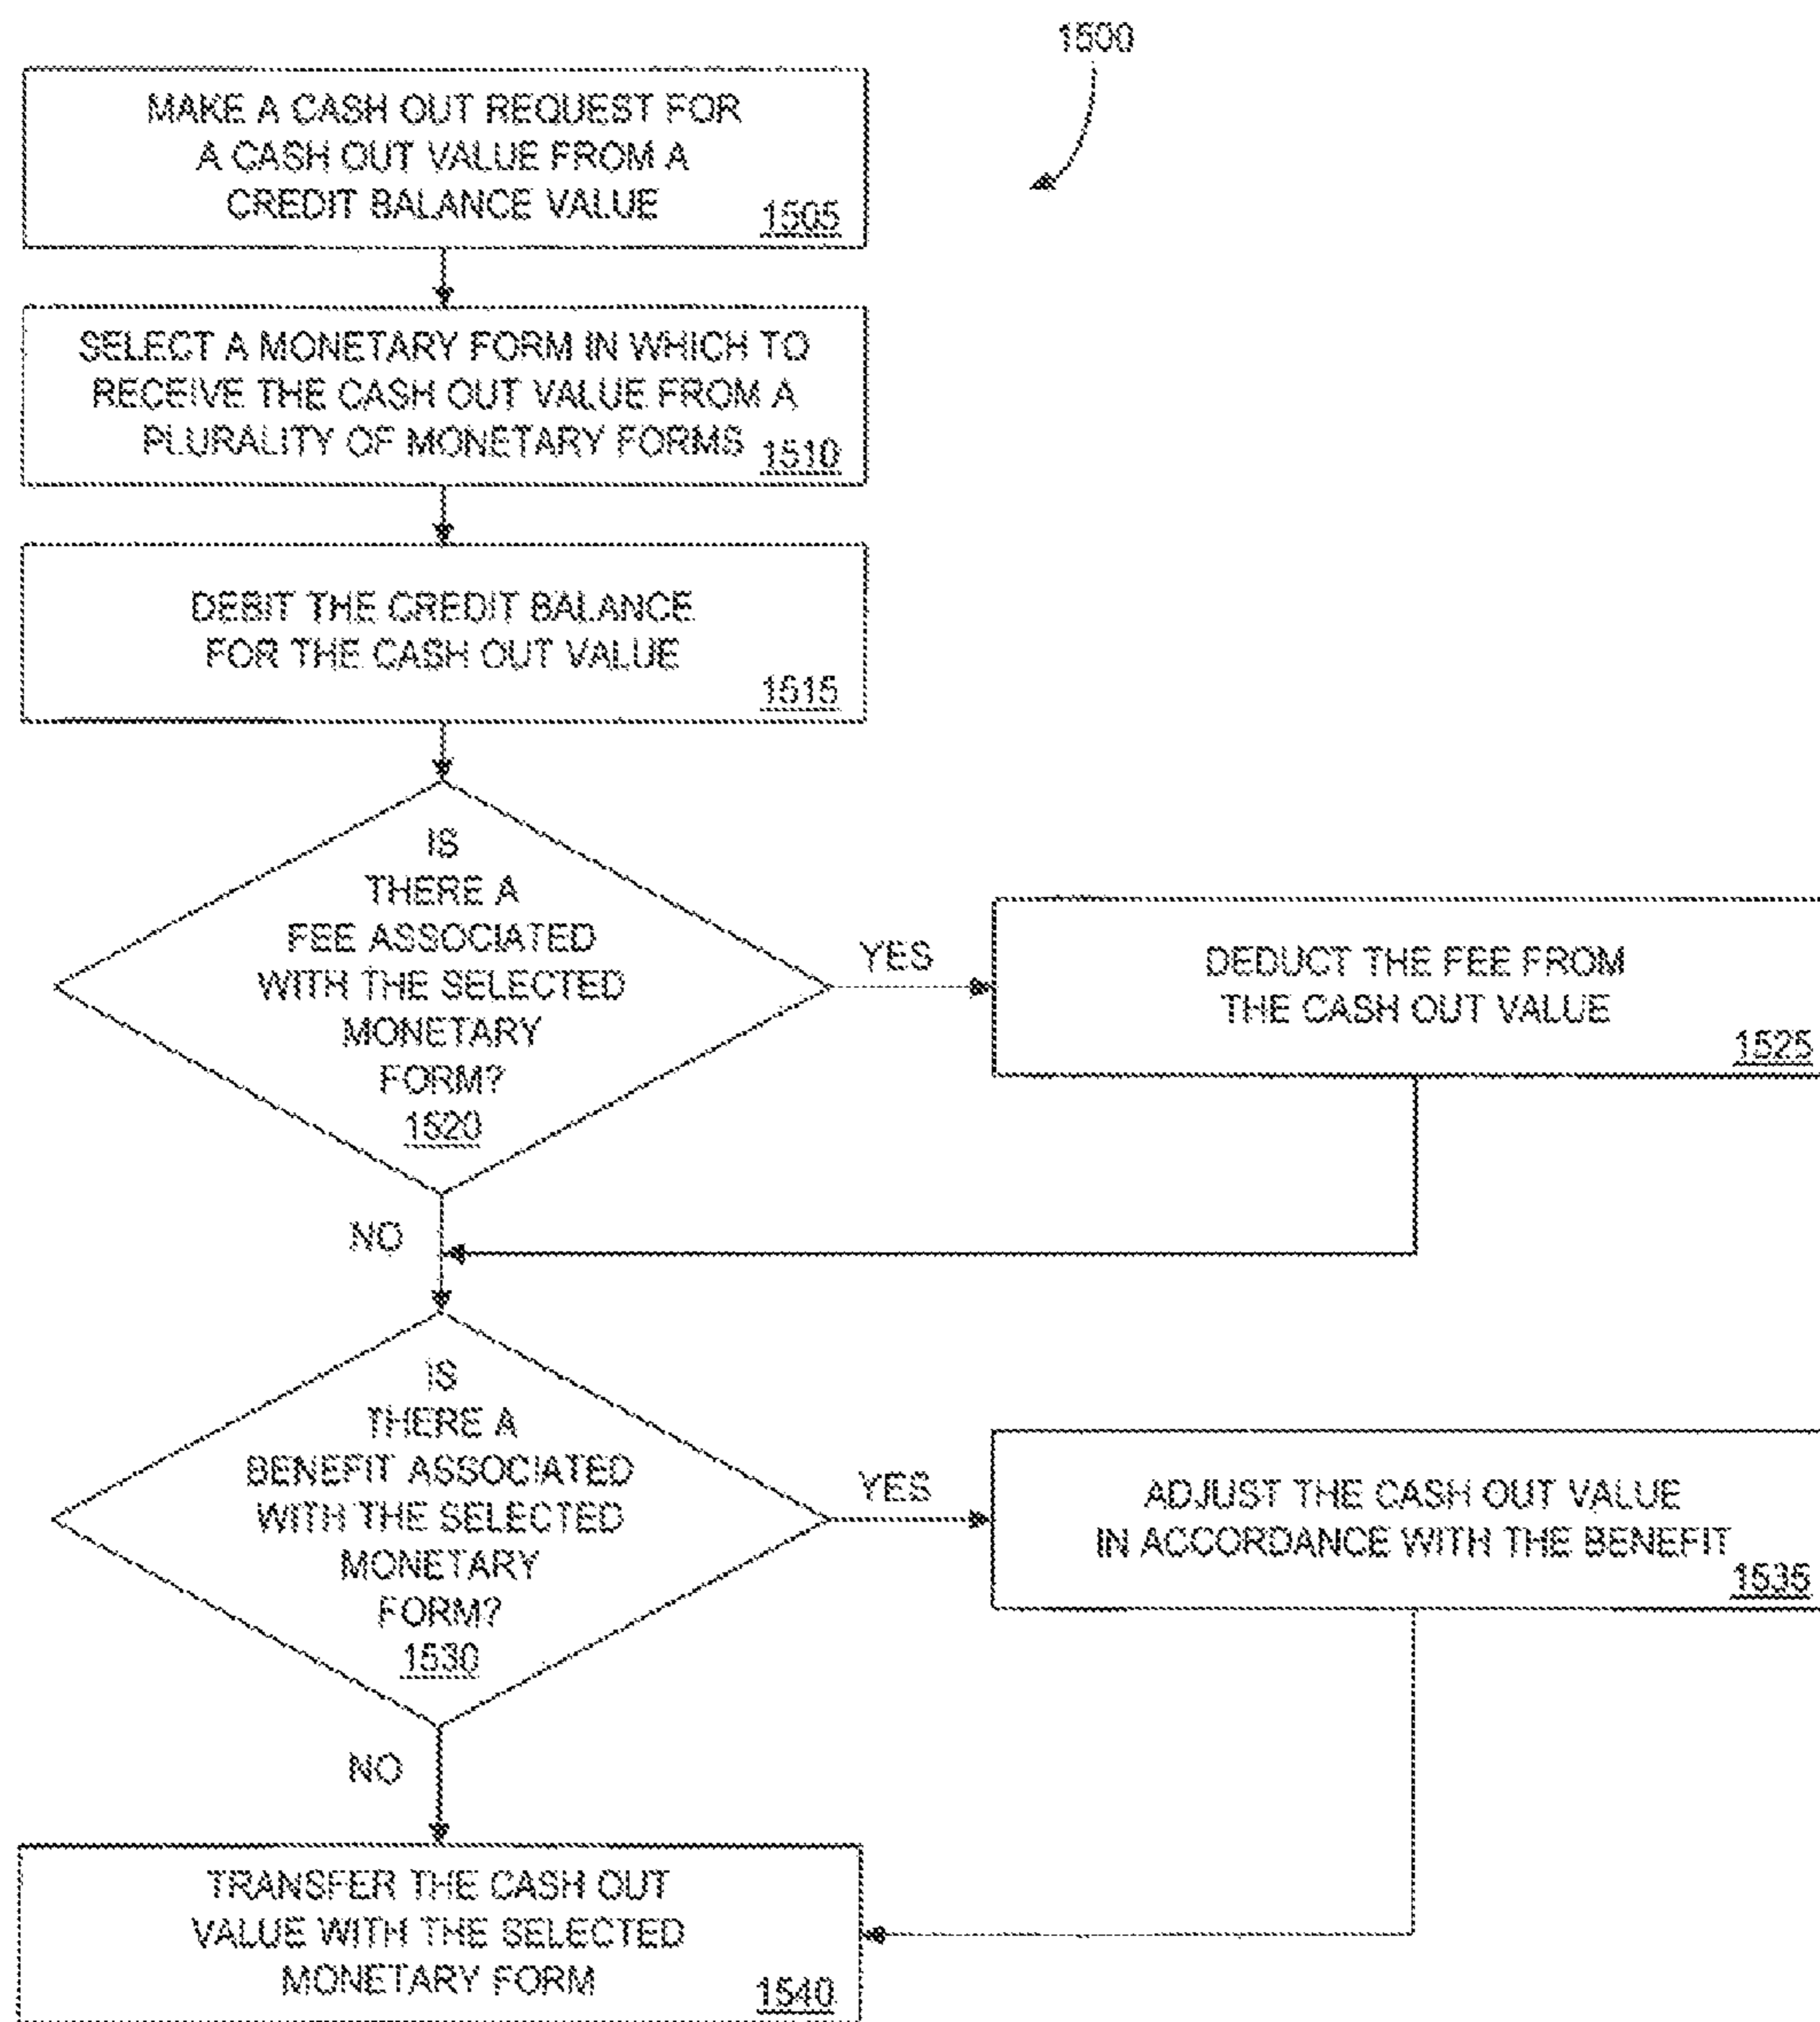 1500
MAKE A CASH OUT REQUEST FOR
A CASH OUT VALUE FROM A
CREDIT BALANCE VALUE
1505
SELECT A MONETARY FORM IN WHICH TO
RECEIVE THE CASH OUT VALUE FROM A
PLURALITY OF MONETARY FORMS
1510
DEBIT THE CREDIT BALANCE
FOR THE CASH OUT VALUE
1515
IS
THERE A
FEE ASSOCIATED
WITH THE SELECTED
MONETARY
FORM?
1520
YES
DEDUCT THE FEE FROM
THE CASH OUT VALUE
1525
NO
IS
THERE A
BENEFIT ASSOCIATED
WITH THE SELECTED
MONETARY
FORM?
1530
YES
ADJUST THE CASH OUT VALUE
IN ACCORDANCE WITH THE BENEFIT
1535
NO
TRANSFER THE CASH OUT
VALUE WITH THE SELECTED
MONETARY FORM
1540